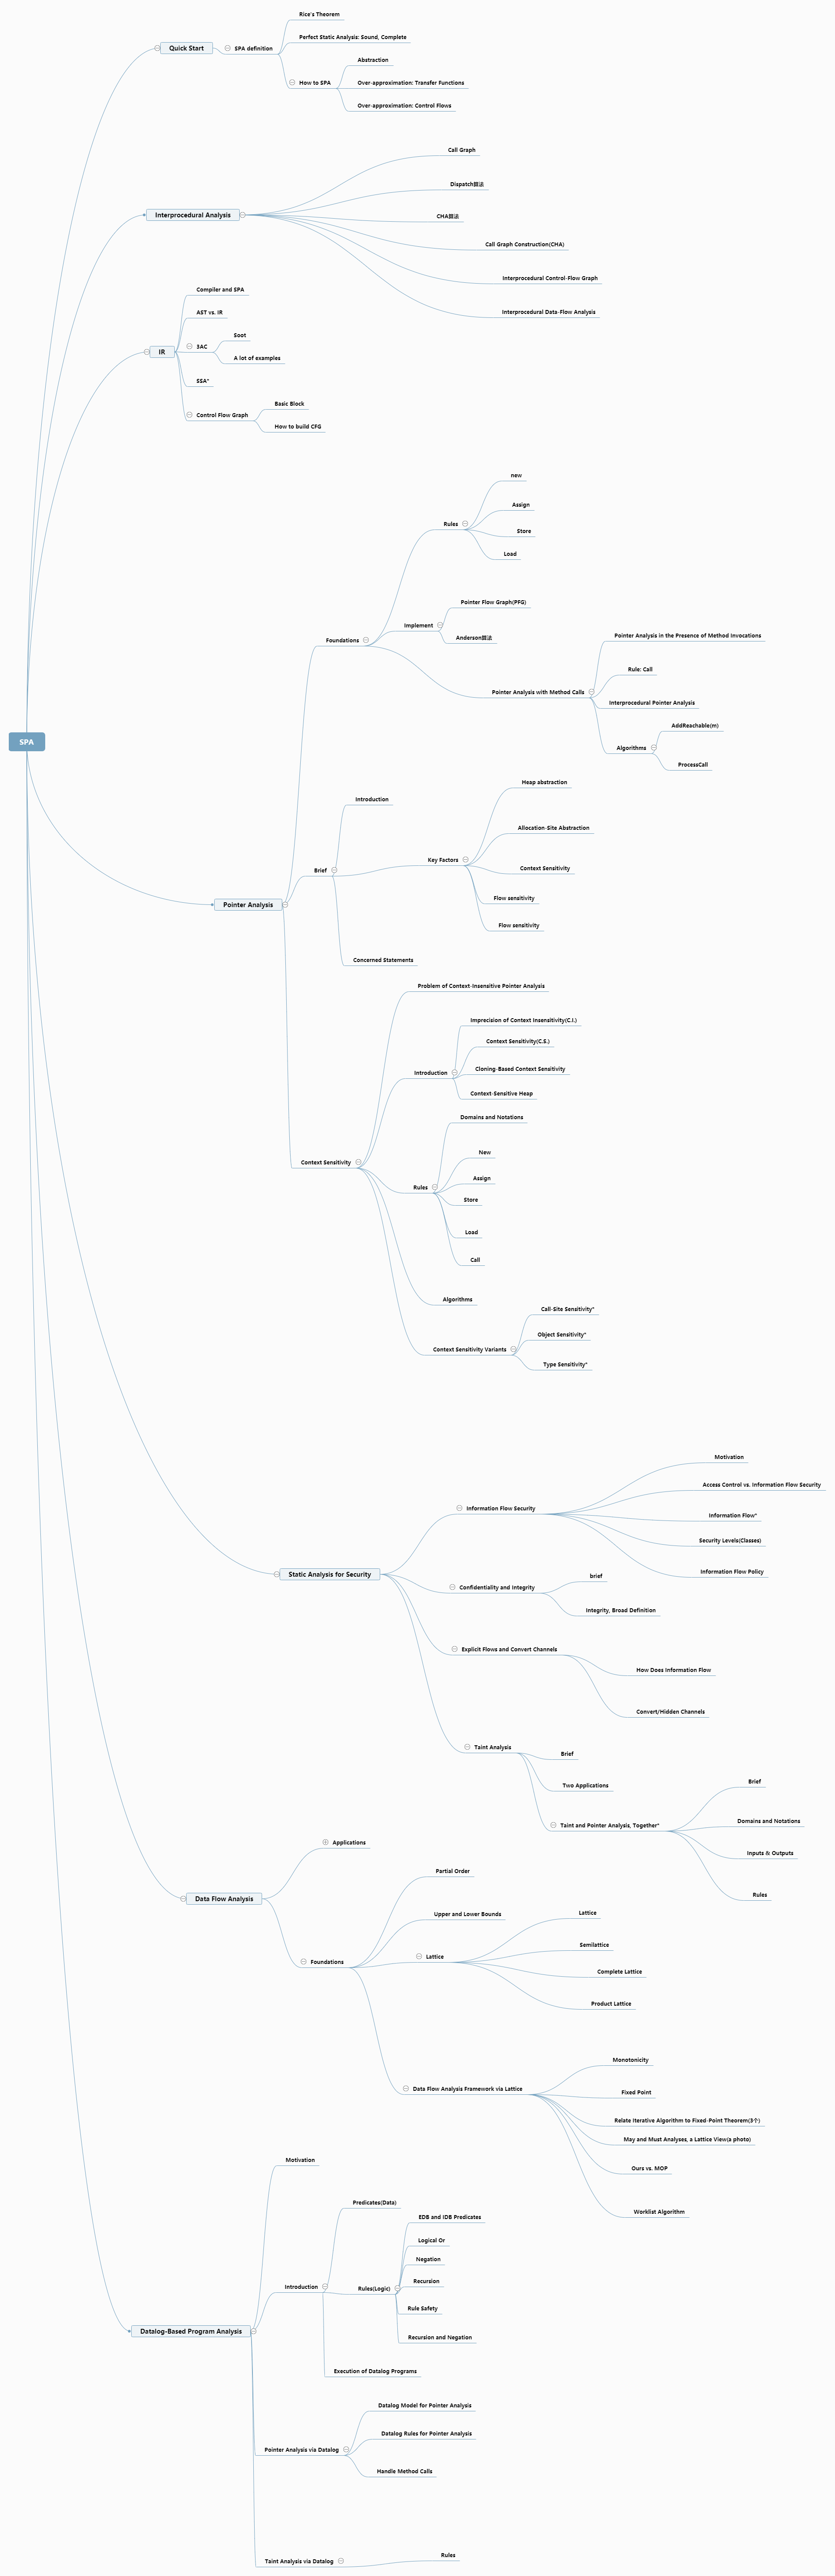 Rice's Theorem
Perfect Static Analysis: Sound, Complete
Quick Start
SPA definition
Abstraction
How to SPA
Over-approximation: Transfer Functions
Over-approximation: Control Flows
Call Graph
Dispatch算法
Interprocedural Analysis
CHA算法
Call Graph Construction(CHA)
Interprocedural Control-Flow Graph
Compiler and SPA
Interprocedural Data-Flow Analysis
AST vs. IR
Soot
3AC
IR
A lot of examples
SSA*
Basic Block
Control Flow Graph
How to build CFG
new
Assign
Rules
Store
Load
Pointer Flow Graph(PFG)
Implement
Anderson算法
Foundations
Pointer Analysis in the Presence of Method Invocations
Rule: Call
Pointer Analysis with Method Calls
Interprocedural Pointer Analysis
AddReachable(m)
SPA
Algorithms
ProcessCall
Heap abstraction
Introduction
Allocation-Site Abstraction
Key Factors
Context Sensitivity
Brief
Flow sensitivity
Pointer Analysis
Flow sensitivity
Concerned Statements
Problem of Context-Insensitive Pointer Analysis
Imprecision of Context Insensitivity(C.I.)
Context Sensitivity(C.S.)
Introduction
Cloning-Based Context Sensitivity
Context-Sensitive Heap
Domains and Notations
New
Context Sensitivity
Assign
Rules
Store
Load
Call
Algorithms
Call-Site Sensitivity*
Object Sensitivity*
Context Sensitivity Variants
Type Sensitivity*
Motivation
Access Control vs. Information Flow Security
Information Flow Security
Information Flow*
Security Levels(Classes)
Static Analysis for Security
Information Flow Policy
brief
Confidentiality and Integrity
Integrity, Broad Definition
Explicit Flows and Convert Channels
How Does Information Flow
Convert/Hidden Channels
Taint Analysis
Brief
Two Applications
Brief
Taint and Pointer Analysis, Together*
Domains and Notations
Inputs & Outputs
Rules
Applications
Data Flow Analysis
Partial Order
Upper and Lower Bounds
Lattice
Foundations
Lattice
Semilattice
Complete Lattice
Product Lattice
Monotonicity
Data Flow Analysis Framework via Lattice
Fixed Point
Relate Iterative Algorithm to Fixed-Point Theorem(3个)
May and Must Analyses, a Lattice View(a photo)
Ours vs. MOP
Worklist Algorithm
Motivation
Predicates(Data)
EDB and IDB Predicates
Logical Or
Negation
Introduction
Rules(Logic)
Recursion
Rule Safety
Datalog-Based Program Analysis
Recursion and Negation
Execution of Datalog Programs
Datalog Model for Pointer Analysis
Datalog Rules for Pointer Analysis
Pointer Analysis via Datalog
Handle Method Calls
Taint Analysis via Datalog
Rules